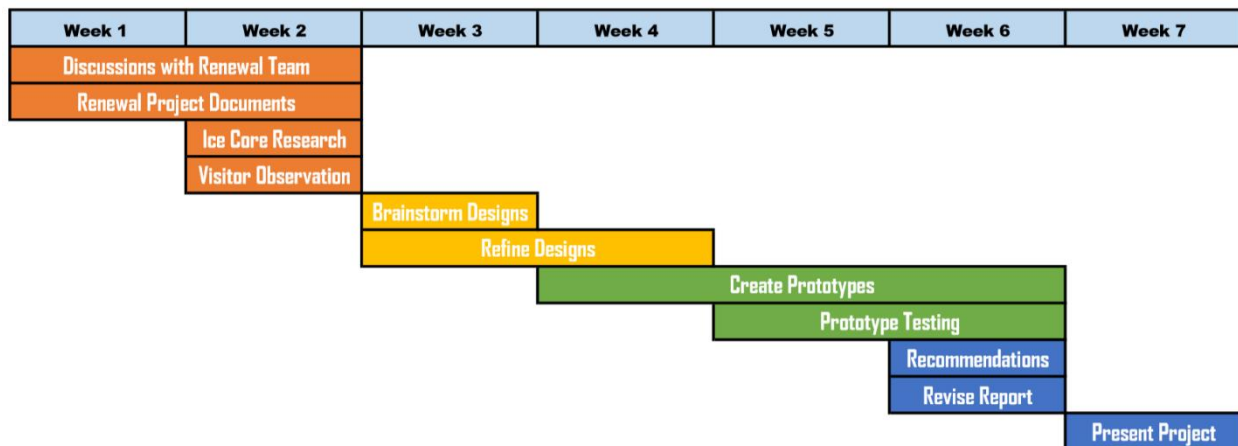 Week 1 Week 2 Week 3 Week 4 Week 5 Week 6 Week 7
Discussions with Renewal Team
Renewal Project Documents
Ice Core Research
Visitor Observation
Brainstorm Designs
Refine Designs
Create Prototypes
Prototype Testing
Recommendations
Revise Report
Present Project